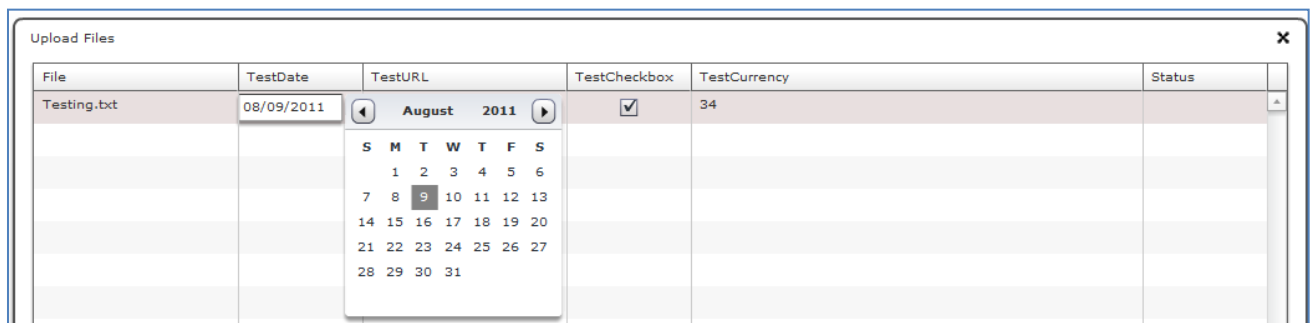 Upload Files
File TestDate TestURL TestCheckbox TestCurrency Status
Testing.txt 08/09/2011 August 2011 34
S M T W T F S
1 2 3 4 5 6
7 8 9 10 11 12 13
14 15 16 17 18 19 20
21 22 23 24 25 26 27
28 29 30 31